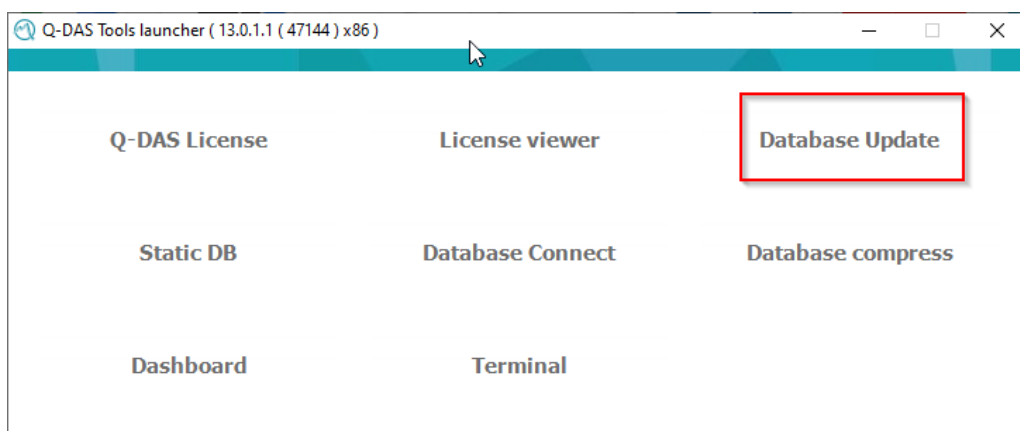 Q-DAS Tools launcher ( 13.0.1.1 ( 47144 ) x86 )
Q-DAS License License viewer Database Update
Static DB Database Connect Database compress
Dashboard Terminal